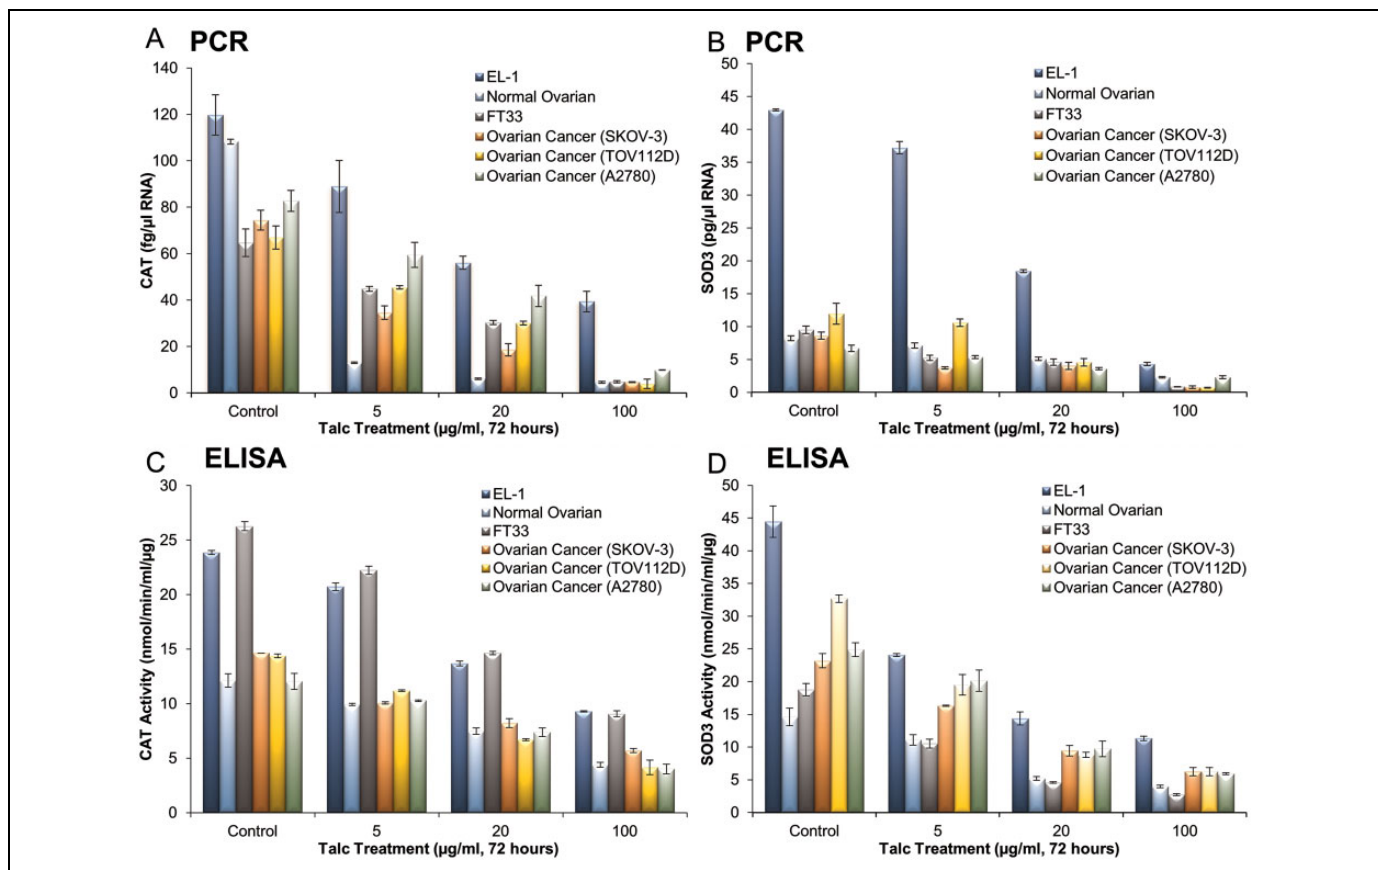 A PCR
140
120
100
80
60
40
20
0
CAT (fg/µl RNA)
EL-1
Normal Ovarian
FT33
Ovarian Cancer (SKOV-3)
Ovarian Cancer (TOV112D)
Ovarian Cancer (A2780)
Control 5 20 100
Talc Treatment (µg/ml, 72 hours)
B PCR
50
45
40
35
30
25
20
15
10
5
0
SOD3 (pg/µl RNA)
EL-1
Normal Ovarian
FT33
Ovarian Cancer (SKOV-3)
Ovarian Cancer (TOV112D)
Ovarian Cancer (A2780)
Control 5 20 100
Talc Treatment (µg/ml, 72 hours)
C ELISA
30
25
20
15
10
5
0
CAT Activity (nmol/min/ml/µg)
EL-1
Normal Ovarian
FT33
Ovarian Cancer (SKOV-3)
Ovarian Cancer (TOV112D)
Ovarian Cancer (A2780)
Control 5 20 100
Talc Treatment (µg/ml, 72 hours)
D ELISA
50
45
40
35
30
25
20
15
10
5
0
SOD3 Activity (nmol/min/ml/µg)
EL-1
Normal Ovarian
FT33
Ovarian Cancer (SKOV-3)
Ovarian Cancer (TOV112D)
Ovarian Cancer (A2780)
Control 5 20 100
Talc Treatment (µg/ml, 72 hours)